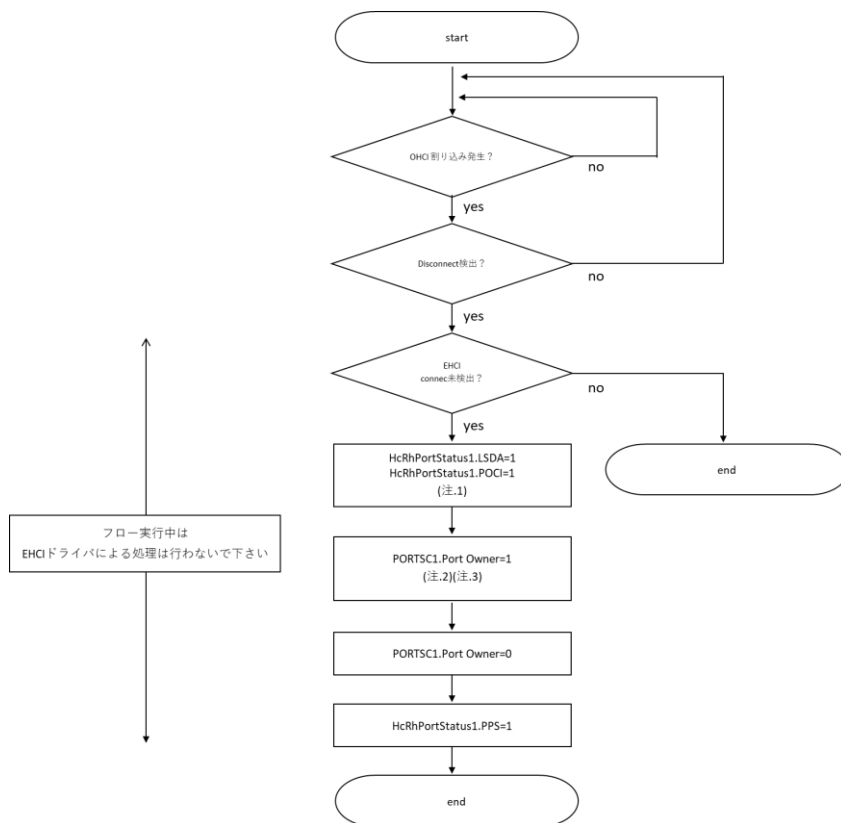 start
OHCI割り込み発生？
no
yes
Disconnect検出？
no
yes
EHCI
connec未検出？
no
yes
HcRhPortStatus1.LSDA=1
HcRhPortStatus1.POCI=1
(注.1)
end
フロー実行中は
EHCIドライバによる処理は行わないで下さい
PORTSC1.Port Owner=1
(注.2)(注.3)
PORTSC1.Port Owner=0
HcRhPortStatus1.PPS=1
end